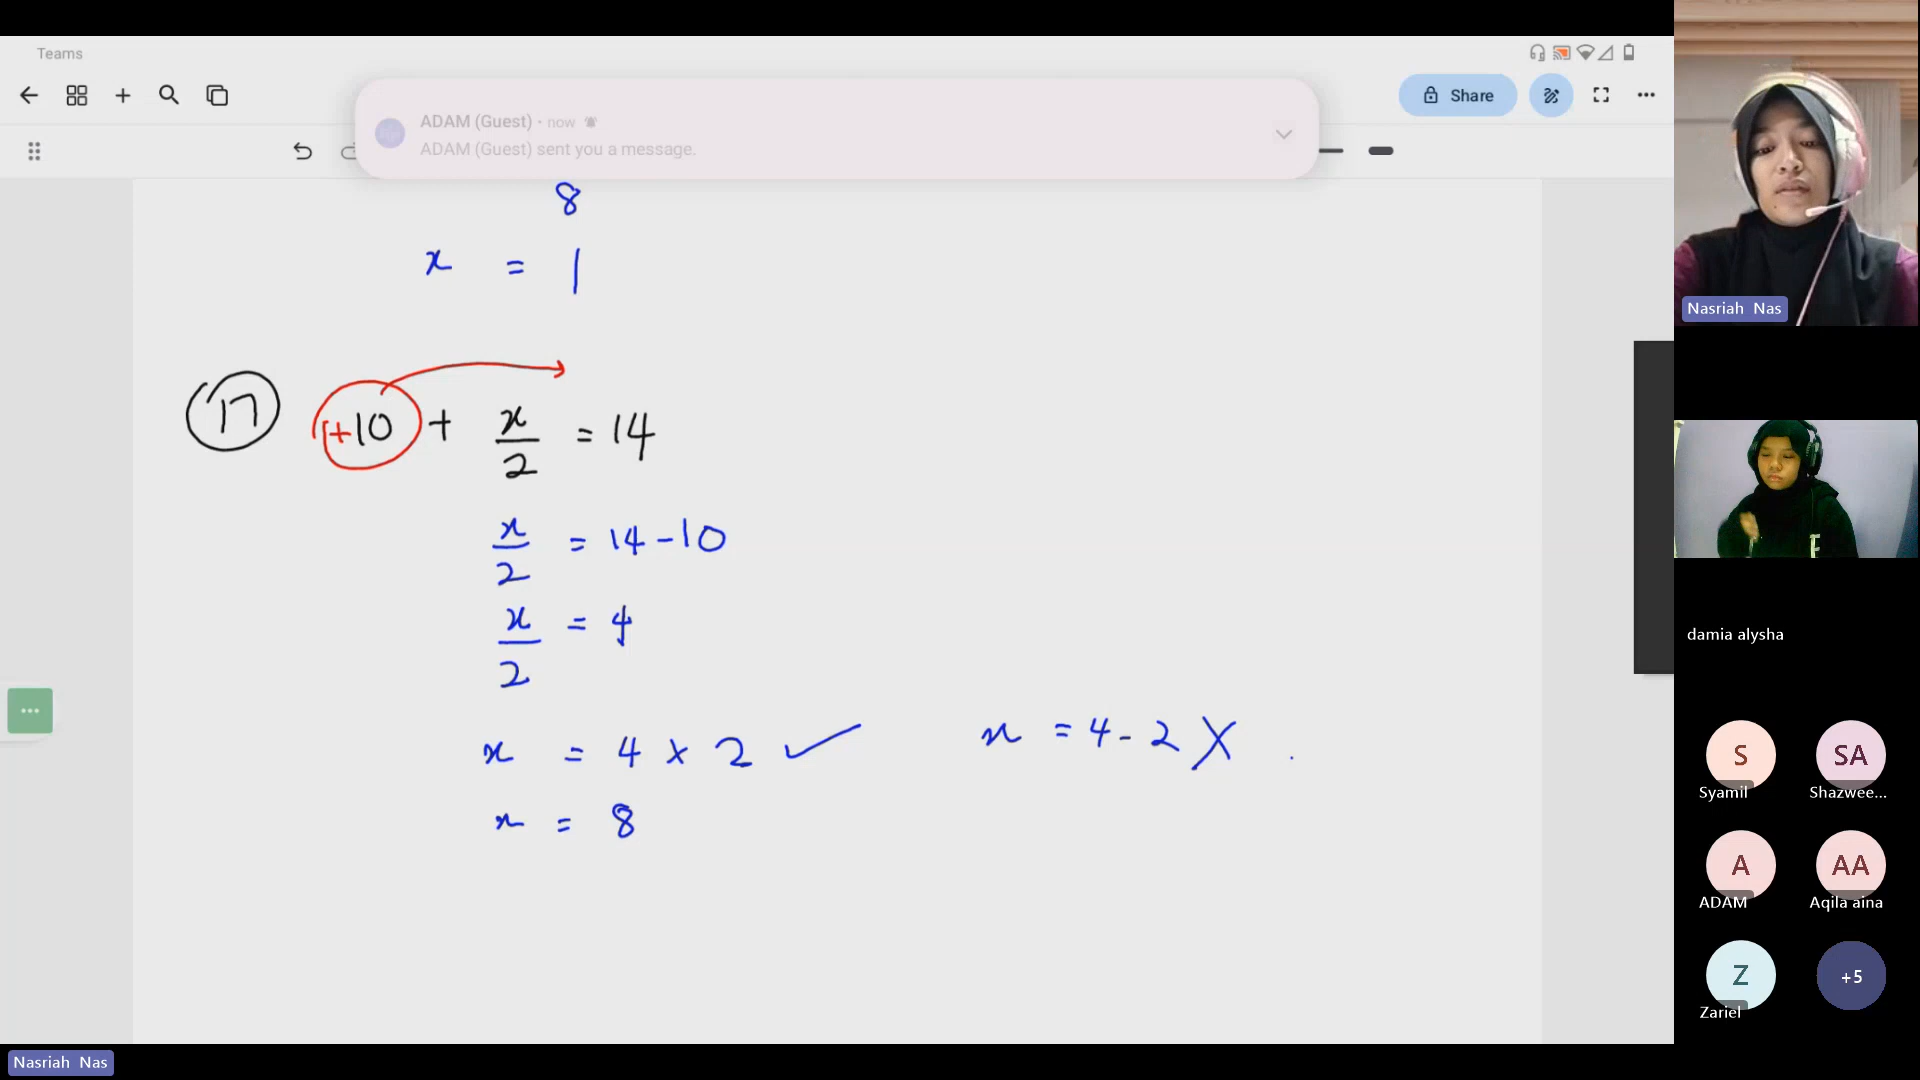 Teams
Share
ADAM (Guest) • now
ADAM (Guest) sent you a message.
8
x = 1
17 +10 + x/2 = 14
x/2 = 14 - 10
x/2 = 4
x = 4 x 2 ✓
x = 4 - 2 X
x = 8
Nasriah Nas
F
damia alysha
S
Syamil
SA
Shazwee...
A
ADAM
AA
Aqila aina
Z
Zariel
+5
Nasriah Nas